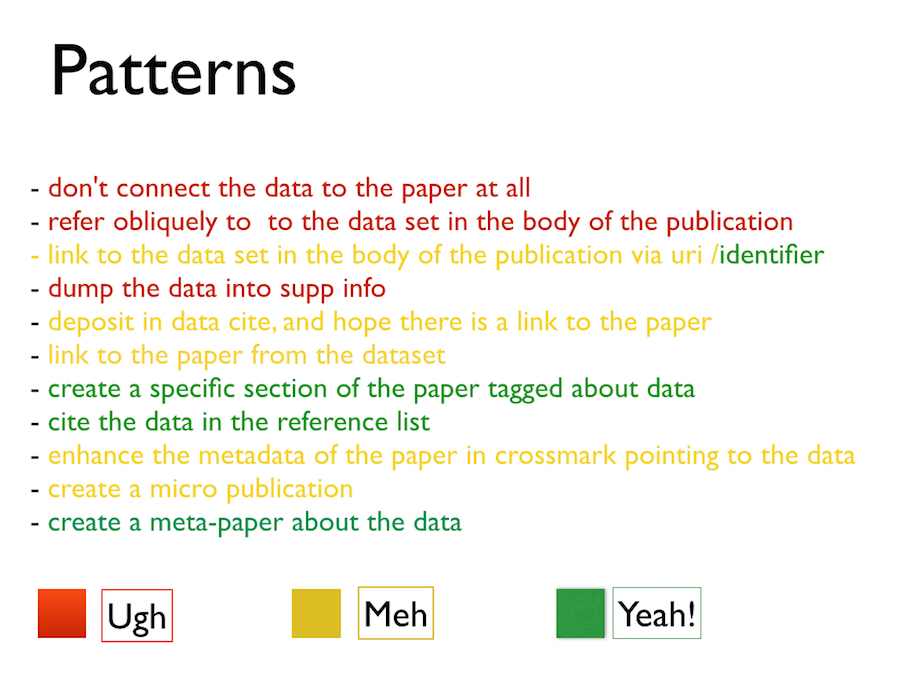 Patterns
- don't connect the data to the paper at all
- refer obliquely to  to the data set in the body of the publication
- link to the data set in the body of the publication via uri /identifier
- dump the data into supp info
- deposit in data cite, and hope there is a link to the paper
- link to the paper from the dataset
- create a specific section of the paper tagged about data
- cite the data in the reference list
- enhance the metadata of the paper in crossmark pointing to the data
- create a micro publication
- create a meta-paper about the data
Ugh Meh Yeah!